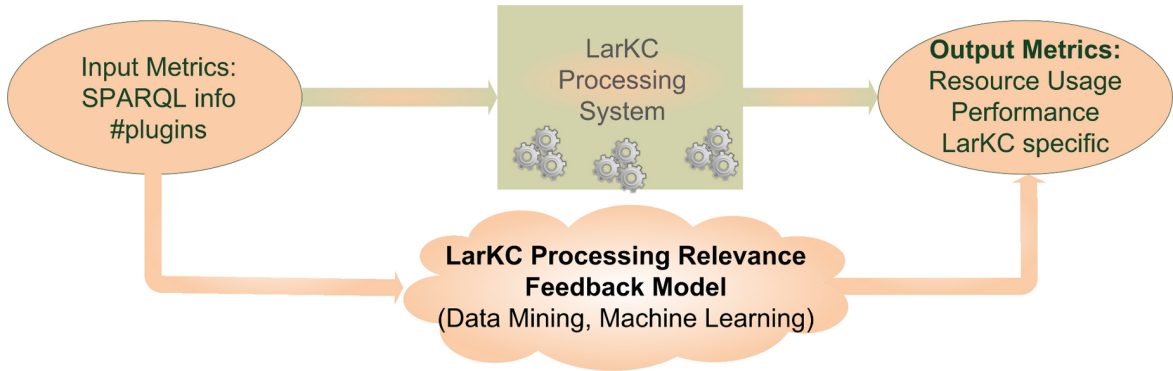 Input Metrics:
SPARQL info
#plugins
LarKC
Processing
System
Output Metrics:
Resource Usage
Performance
LarKC specific
LarKC Processing Relevance
Feedback Model
(Data Mining, Machine Learning)